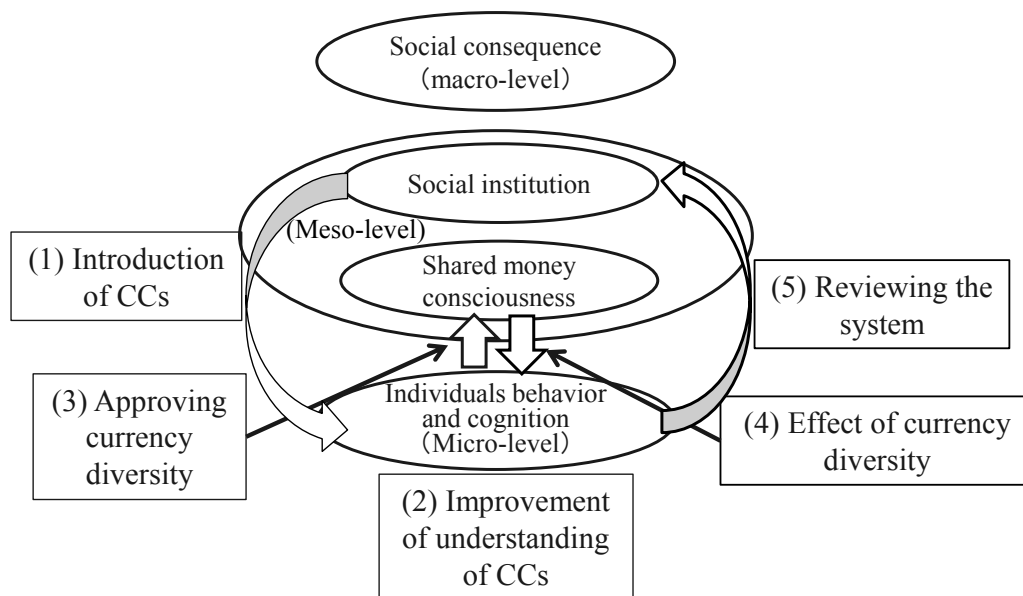 Social consequence
(macro-level)
Social institution
(Meso-level)
Shared money
consciousness
(1) Introduction
of CCs
(5) Reviewing the
system
Individuals behavior
and cognition
(Micro-level)
(3) Approving
currency
diversity
(4) Effect of currency
diversity
(2) Improvement
of understanding
of CCs